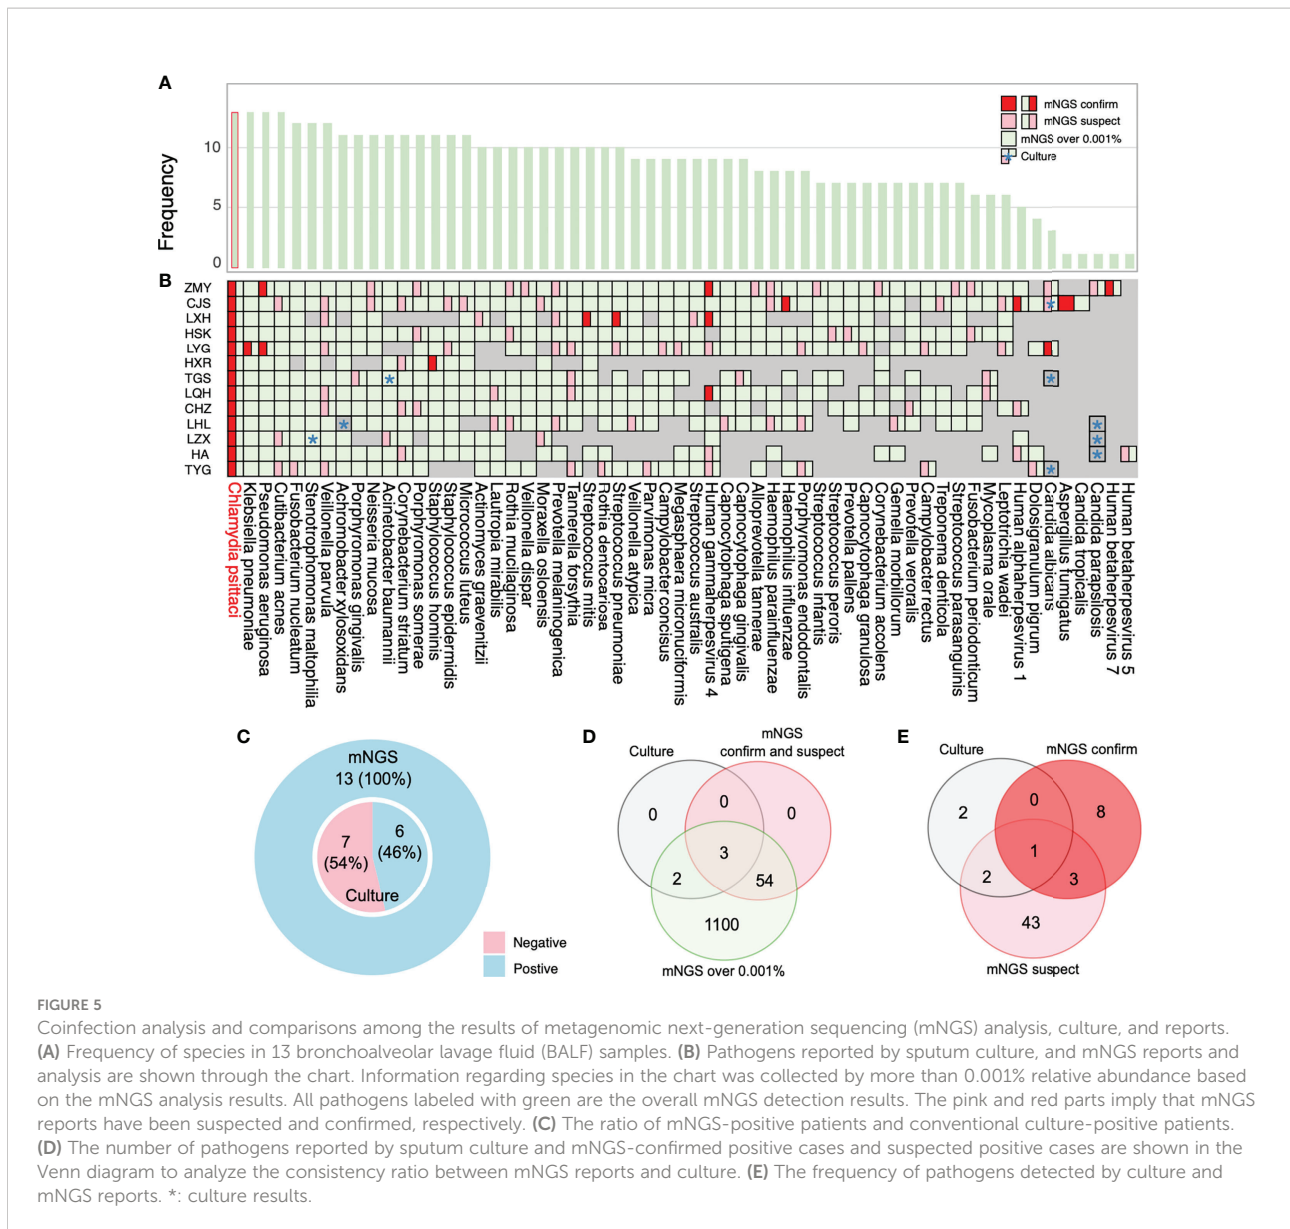 A
Frequency
10
5
0
mNGS confirm
mNGS suspect
mNGS over 0.001%
* Culture
B
ZMY
CJS *
LXH
HSK
LYG
HXR
TGS * *
LQH
CHZ
LHL * *
LZX * *
HA *
TYG *
Chlamydia psittaci
Klebsiella pneumoniae
Pseudomonas aeruginosa
Cutibacterium acnes
Fusobacterium nucleatum
Stenotrophomonas maltophilia
Veillonella parvula
Achromobacter xylosoxidans
Porphyromonas gingivalis
Neisseria mucosa
Acinetobacter baumannii
Corynebacterium striatum
Porphyromonas somerae
Staphylococcus hominis
Staphylococcus epidermidis
Micrococcus luteus
Actinomyces graevenitzii
Lautropia mirabilis
Rothia mucilaginosa
Veillonella dispar
Moraxella osloensis
Prevotella melaninogenica
Tannerella forsythia
Streptococcus mitis
Rothia dentocariosa
Streptococcus pneumoniae
Veillonella atypica
Parvimonas micra
Campylobacter concisus
Megasphaera micronuciformis
Streptococcus australis
Human gammaherpesvirus 4
Capnocytophaga sputigena
Capnocytophaga gingivalis
Alloprevotella tannerae
Haemophilus parainfluenzae
Haemophilus influenzae
Porphyromonas endodontalis
Streptococcus infantis
Streptococcus peroris
Prevotella pallens
Capnocytophaga granulosa
Corynebacterium accolens
Gemella morbillorum
Prevotella veroralis
Campylobacter rectus
Treponema denticola
Streptococcus parasanguinis
Fusobacterium periodonticum
Mycoplasma orale
Leptotrichia wadei
Human alphaherpesvirus 1
Dolosigranulum pigrum
Candida albicans
Aspergillus fumigatus
Candida tropicalis
Candida parapsilosis
Human betaherpesvirus 7
Human betaherpesvirus 5
C
mNGS
13 (100%)
7
(54%)
6
(46%)
Culture
Negative
Postive
D
Culture
mNGS
confirm and suspect
0
0
0
3
2
54
1100
mNGS over 0.001%
E
Culture
mNGS confirm
2
0
8
1
2
3
43
mNGS suspect
FIGURE 5
Coinfection analysis and comparisons among the results of metagenomic next-generation sequencing (mNGS) analysis, culture, and reports.
(A) Frequency of species in 13 bronchoalveolar lavage fluid (BALF) samples. (B) Pathogens reported by sputum culture, and mNGS reports and
analysis are shown through the chart. Information regarding species in the chart was collected by more than 0.001% relative abundance based
on the mNGS analysis results. All pathogens labeled with green are the overall mNGS detection results. The pink and red parts imply that mNGS
reports have been suspected and confirmed, respectively. (C) The ratio of mNGS-positive patients and conventional culture-positive patients.
(D) The number of pathogens reported by sputum culture and mNGS-confirmed positive cases and suspected positive cases are shown in the
Venn diagram to analyze the consistency ratio between mNGS reports and culture. (E) The frequency of pathogens detected by culture and
mNGS reports. *: culture results.